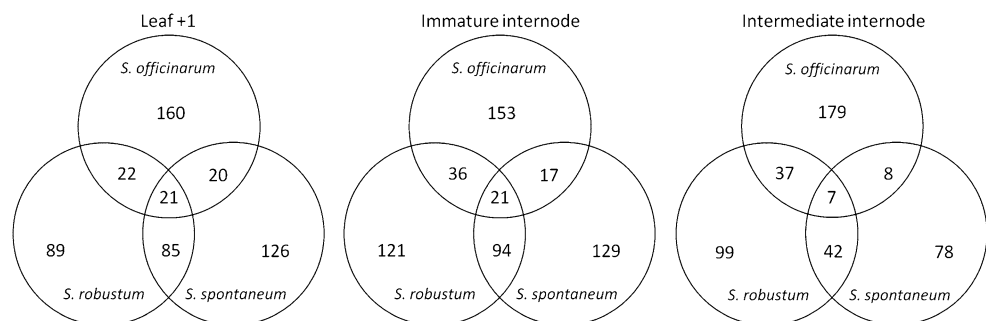 Leaf +1
S. officinarum
160
22
20
21
89
85
126
S. robustum
S. spontaneum
Immature internode
S. officinarum
153
36
17
21
121
94
129
S. robustum
S. spontaneum
Intermediate internode
S. officinarum
179
37
8
7
99
42
78
S. robustum
S. spontaneum